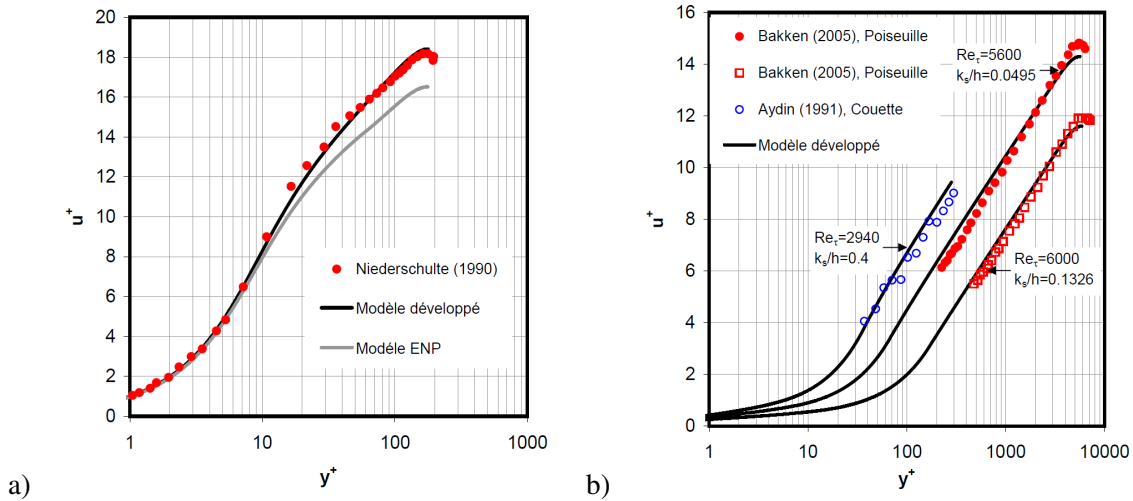 20
18
16
14
12
10
8
6
4
2
0
u+
1
10
100
1000
y+
Niederschulte (1990)
Modèle développé
Modéle ENP
a)
16
14
12
10
8
6
4
2
0
u+
1
10
100
1000
10000
y+
Bakken (2005), Poiseuille
Bakken (2005), Poiseuille
Aydin (1991), Couette
Modèle développé
Reτ=5600
ks/h=0.0495
Reτ=2940
ks/h=0.4
Reτ=6000
ks/h=0.1326
b)